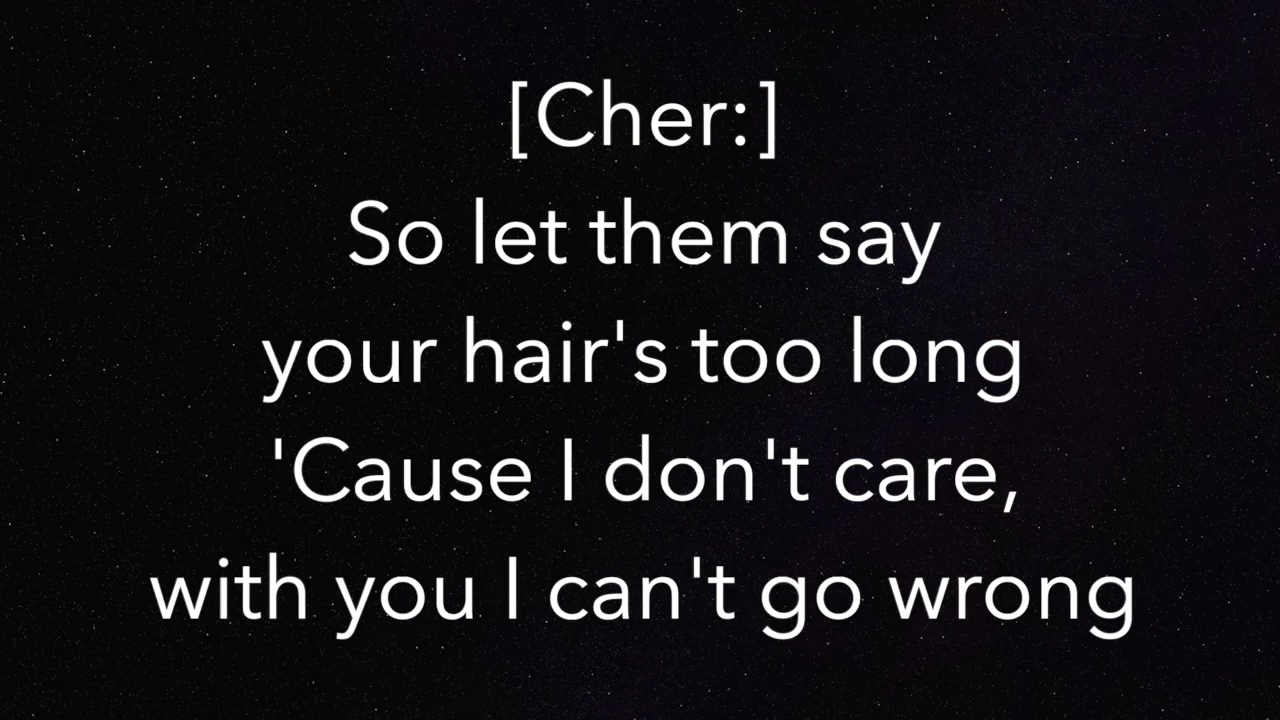 [Cher:]
So let them say
your hair's too long
'Cause I don't care,
with you I can't go wrong